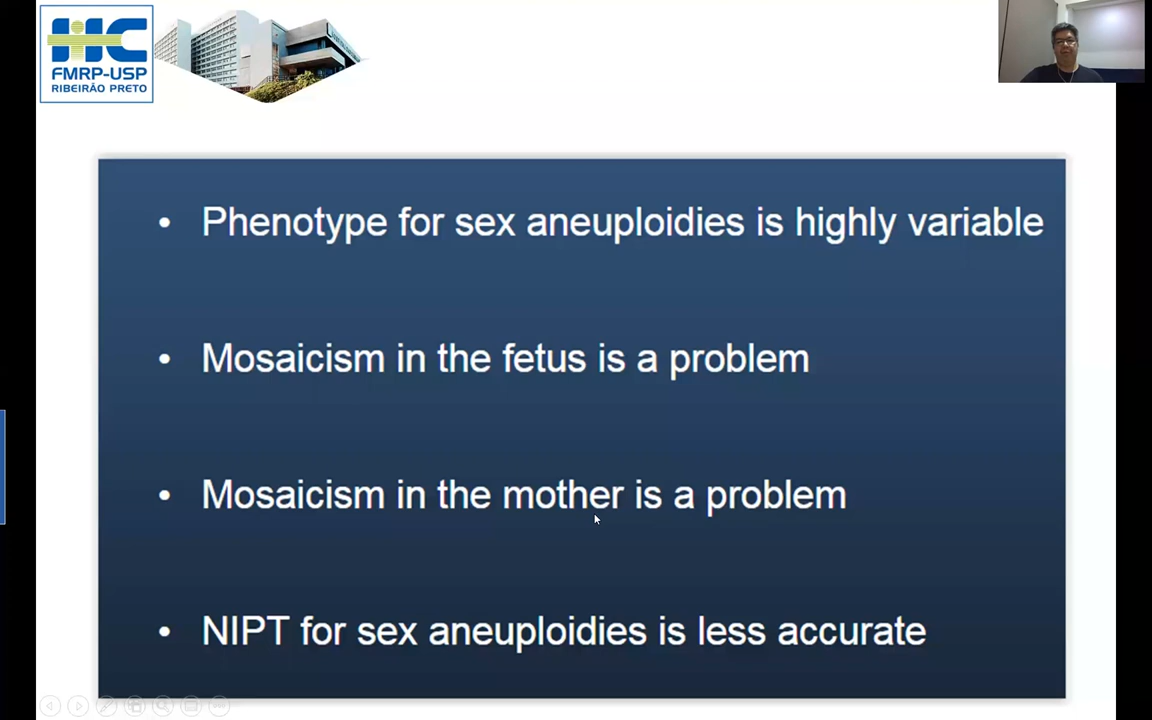 HC
FMRP-USP
RIBEIRÃO PRETO
• Phenotype for sex aneuploidies is highly variable
• Mosaicism in the fetus is a problem
• Mosaicism in the mother is a problem
• NIPT for sex aneuploidies is less accurate